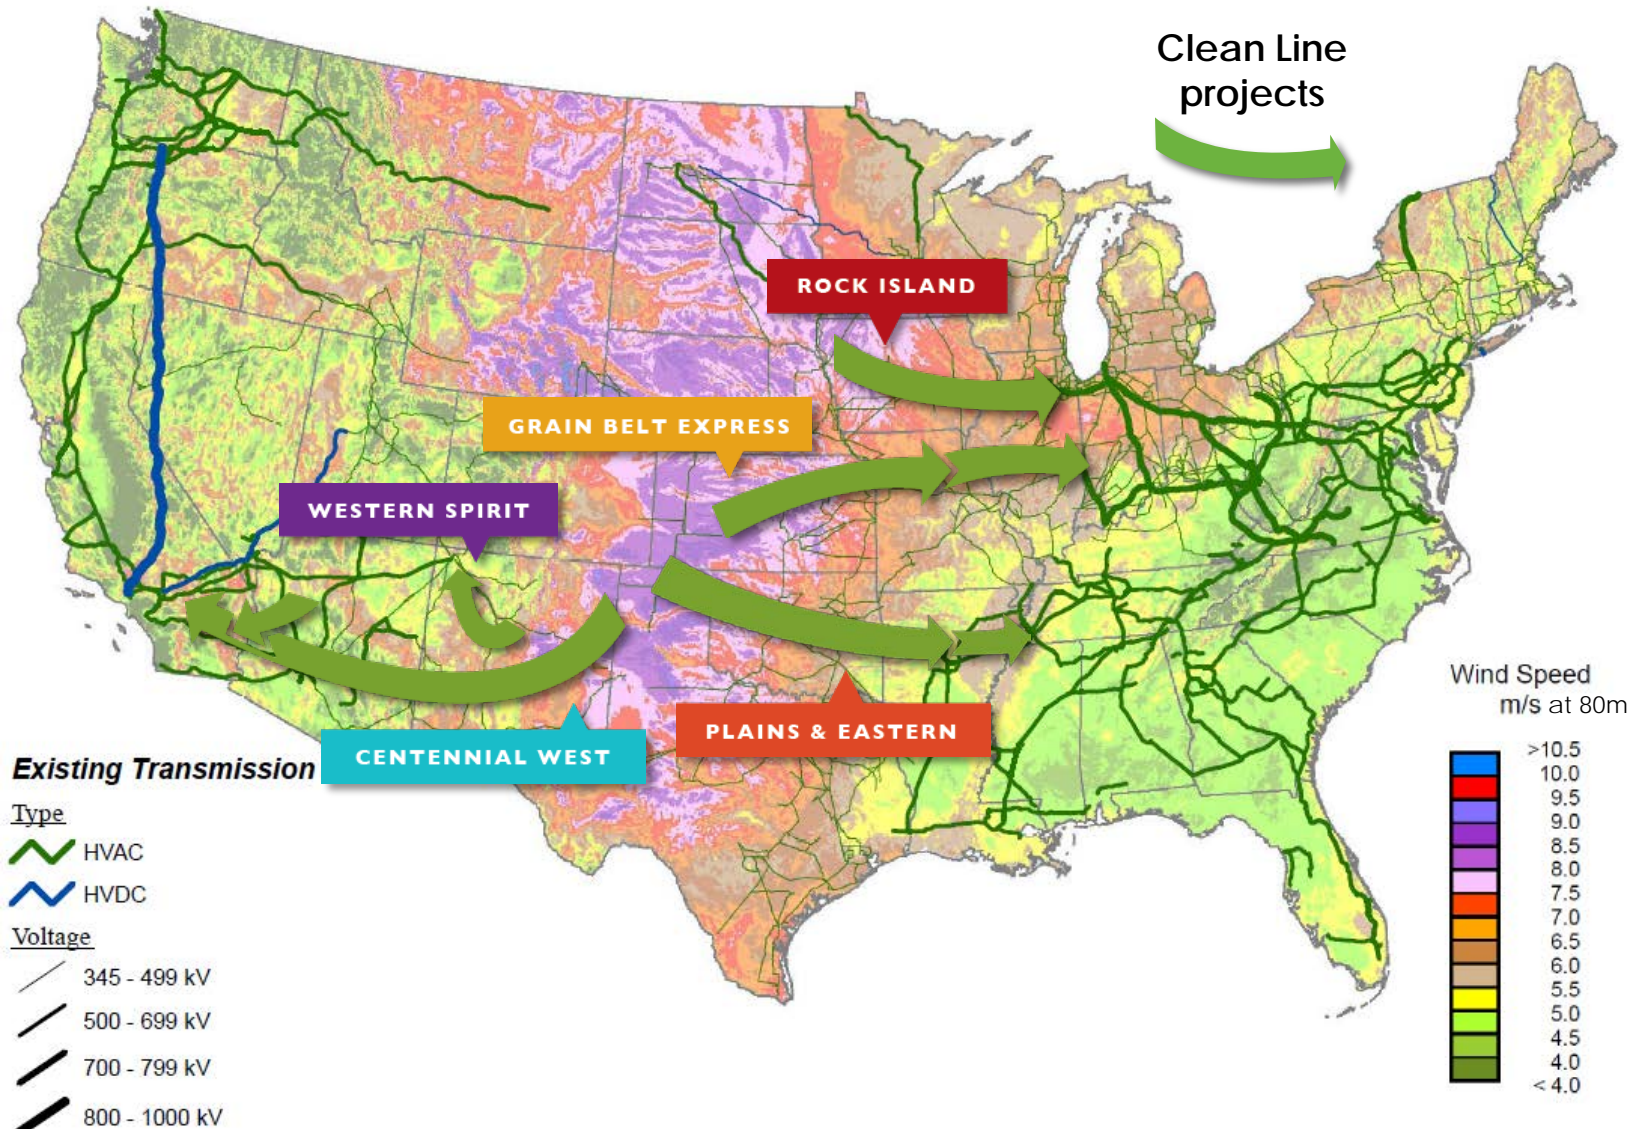 Clean Line
projects
ROCK ISLAND
GRAIN BELT EXPRESS
WESTERN SPIRIT
CENTENNIAL WEST
PLAINS & EASTERN
Existing Transmission
Type
HVAC
HVDC
Voltage
345 - 499 kV
500 - 699 kV
700 - 799 kV
800 - 1000 kV
Wind Speed
m/s at 80m
>10.5
10.0
9.5
9.0
8.5
8.0
7.5
7.0
6.5
6.0
5.5
5.0
4.5
4.0
< 4.0